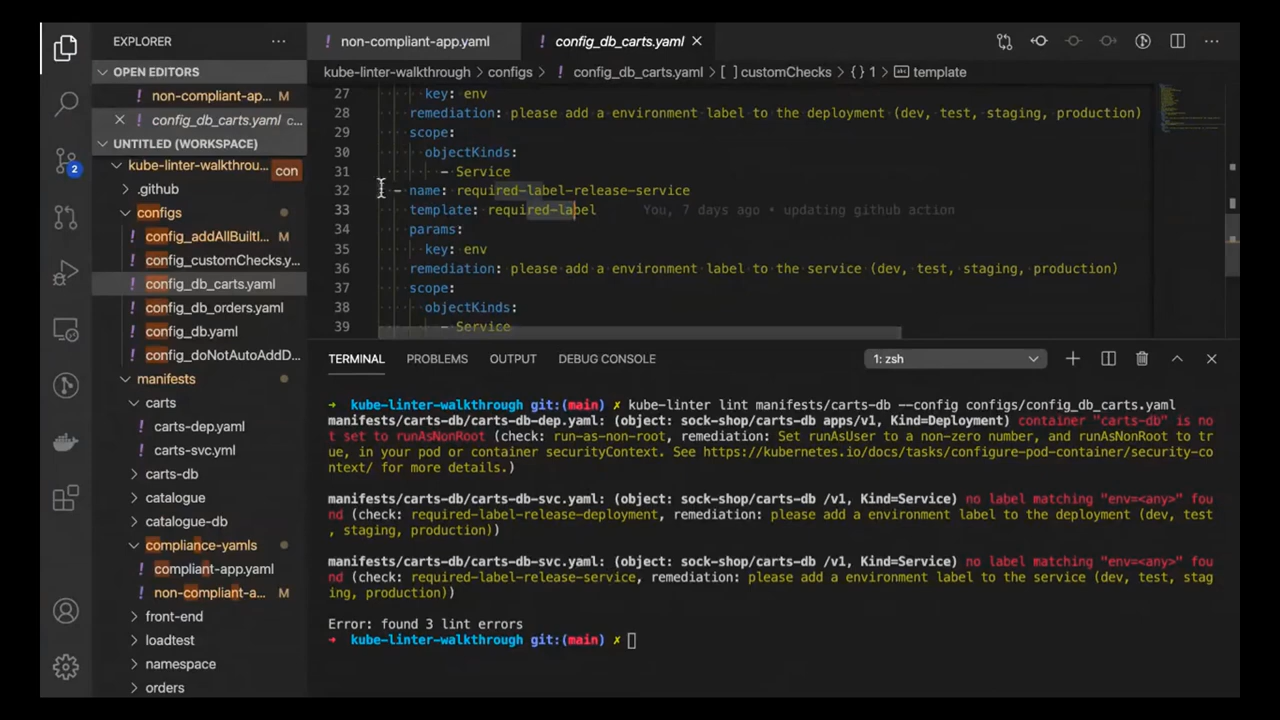 EXPLORER
OPEN EDITORS
non-compliant-ap... M
config_db_carts.yaml c...
UNTITLED (WORKSPACE)
kube-linter-walkthrou...
con
.github
configs
config_addAllBuiltI... M
config_customChecks.y...
config_db_carts.yaml
config_db_orders.yaml
config_db.yaml
config_doNotAutoAddD...
manifests
carts
carts-dep.yaml
carts-svc.yml
carts-db
catalogue
catalogue-db
compliance-yamls
compliant-app.yaml
non-compliant-a... M
front-end
loadtest
namespace
orders
2
non-compliant-app.yaml
config_db_carts.yaml
kube-linter-walkthrough > configs > ! config_db_carts.yaml > [ ] customChecks > { } 1 > abc template
27 key: env
28 remediation: please add a environment label to the deployment (dev, test, staging, production)
29 scope:
30 objectKinds:
31 - Service
32 - name: required-label-release-service
33 template: required-label You, 7 days ago • updating github action
34 params:
35 key: env
36 remediation: please add a environment label to the service (dev, test, staging, production)
37 scope:
38 objectKinds:
39 - Service
TERMINAL PROBLEMS OUTPUT DEBUG CONSOLE 1: zsh
→ kube-linter-walkthrough git:(main) ✗ kube-linter lint manifests/carts-db --config configs/config_db_carts.yaml
manifests/carts-db/carts-db-dep.yaml: (object: sock-shop/carts-db apps/v1, Kind=Deployment) container "carts-db" is no
t set to runAsNonRoot (check: run-as-non-root, remediation: Set runAsUser to a non-zero number, and runAsNonRoot to tr
ue, in your pod or container securityContext. See https://kubernetes.io/docs/tasks/configure-pod-container/security-co
ntext/ for more details.)
manifests/carts-db/carts-db-svc.yaml: (object: sock-shop/carts-db /v1, Kind=Service) no label matching "env=<any>" fou
nd (check: required-label-release-deployment, remediation: please add a environment label to the deployment (dev, test
, staging, production))
manifests/carts-db/carts-db-svc.yaml: (object: sock-shop/carts-db /v1, Kind=Service) no label matching "env=<any>" fou
nd (check: required-label-release-service, remediation: please add a environment label to the service (dev, test, stag
ing, production))
Error: found 3 lint errors
→ kube-linter-walkthrough git:(main) ✗